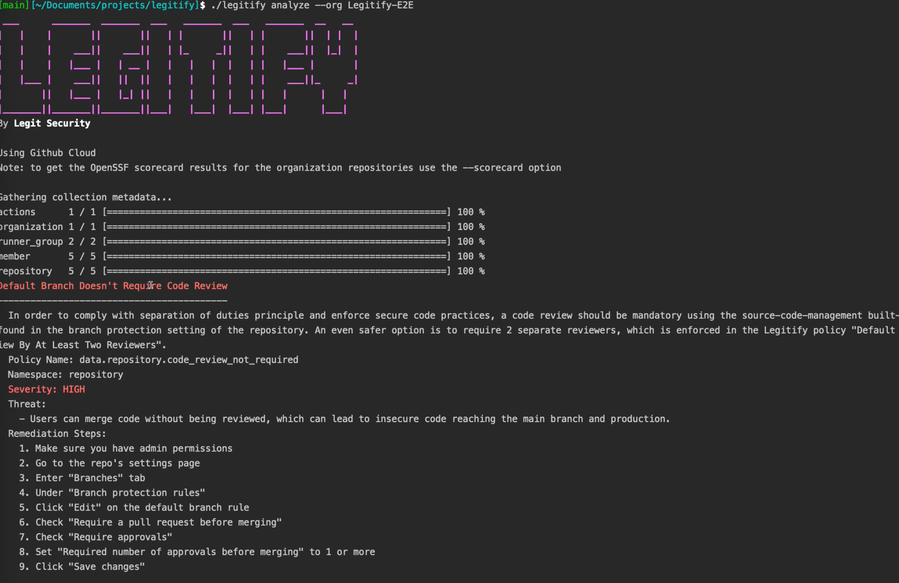 [main][~/Documents/projects/legitify]$ ./legitify analyze --org Legitify-E2E
LEGITIFY
By Legit Security
Using Github Cloud
Note: to get the OpenSSF scorecard results for the organization repositories use the --scorecard option
Gathering collection metadata...
actions 1 / 1 [================================================================] 100 %
organization 1 / 1 [================================================================] 100 %
runner_group 2 / 2 [================================================================] 100 %
member 5 / 5 [================================================================] 100 %
repository 5 / 5 [================================================================] 100 %
Default Branch Doesn't Require Code Review
------------------------------------------
In order to comply with separation of duties principle and enforce secure code practices, a code review should be mandatory using the source-code-management built-
found in the branch protection setting of the repository. An even safer option is to require 2 separate reviewers, which is enforced in the Legitify policy "Default
iew By At Least Two Reviewers".
Policy Name: data.repository.code_review_not_required
Namespace: repository
Severity: HIGH
Threat:
- Users can merge code without being reviewed, which can lead to insecure code reaching the main branch and production.
Remediation Steps:
1. Make sure you have admin permissions
2. Go to the repo's settings page
3. Enter "Branches" tab
4. Under "Branch protection rules"
5. Click "Edit" on the default branch rule
6. Check "Require a pull request before merging"
7. Check "Require approvals"
8. Set "Required number of approvals before merging" to 1 or more
9. Click "Save changes"